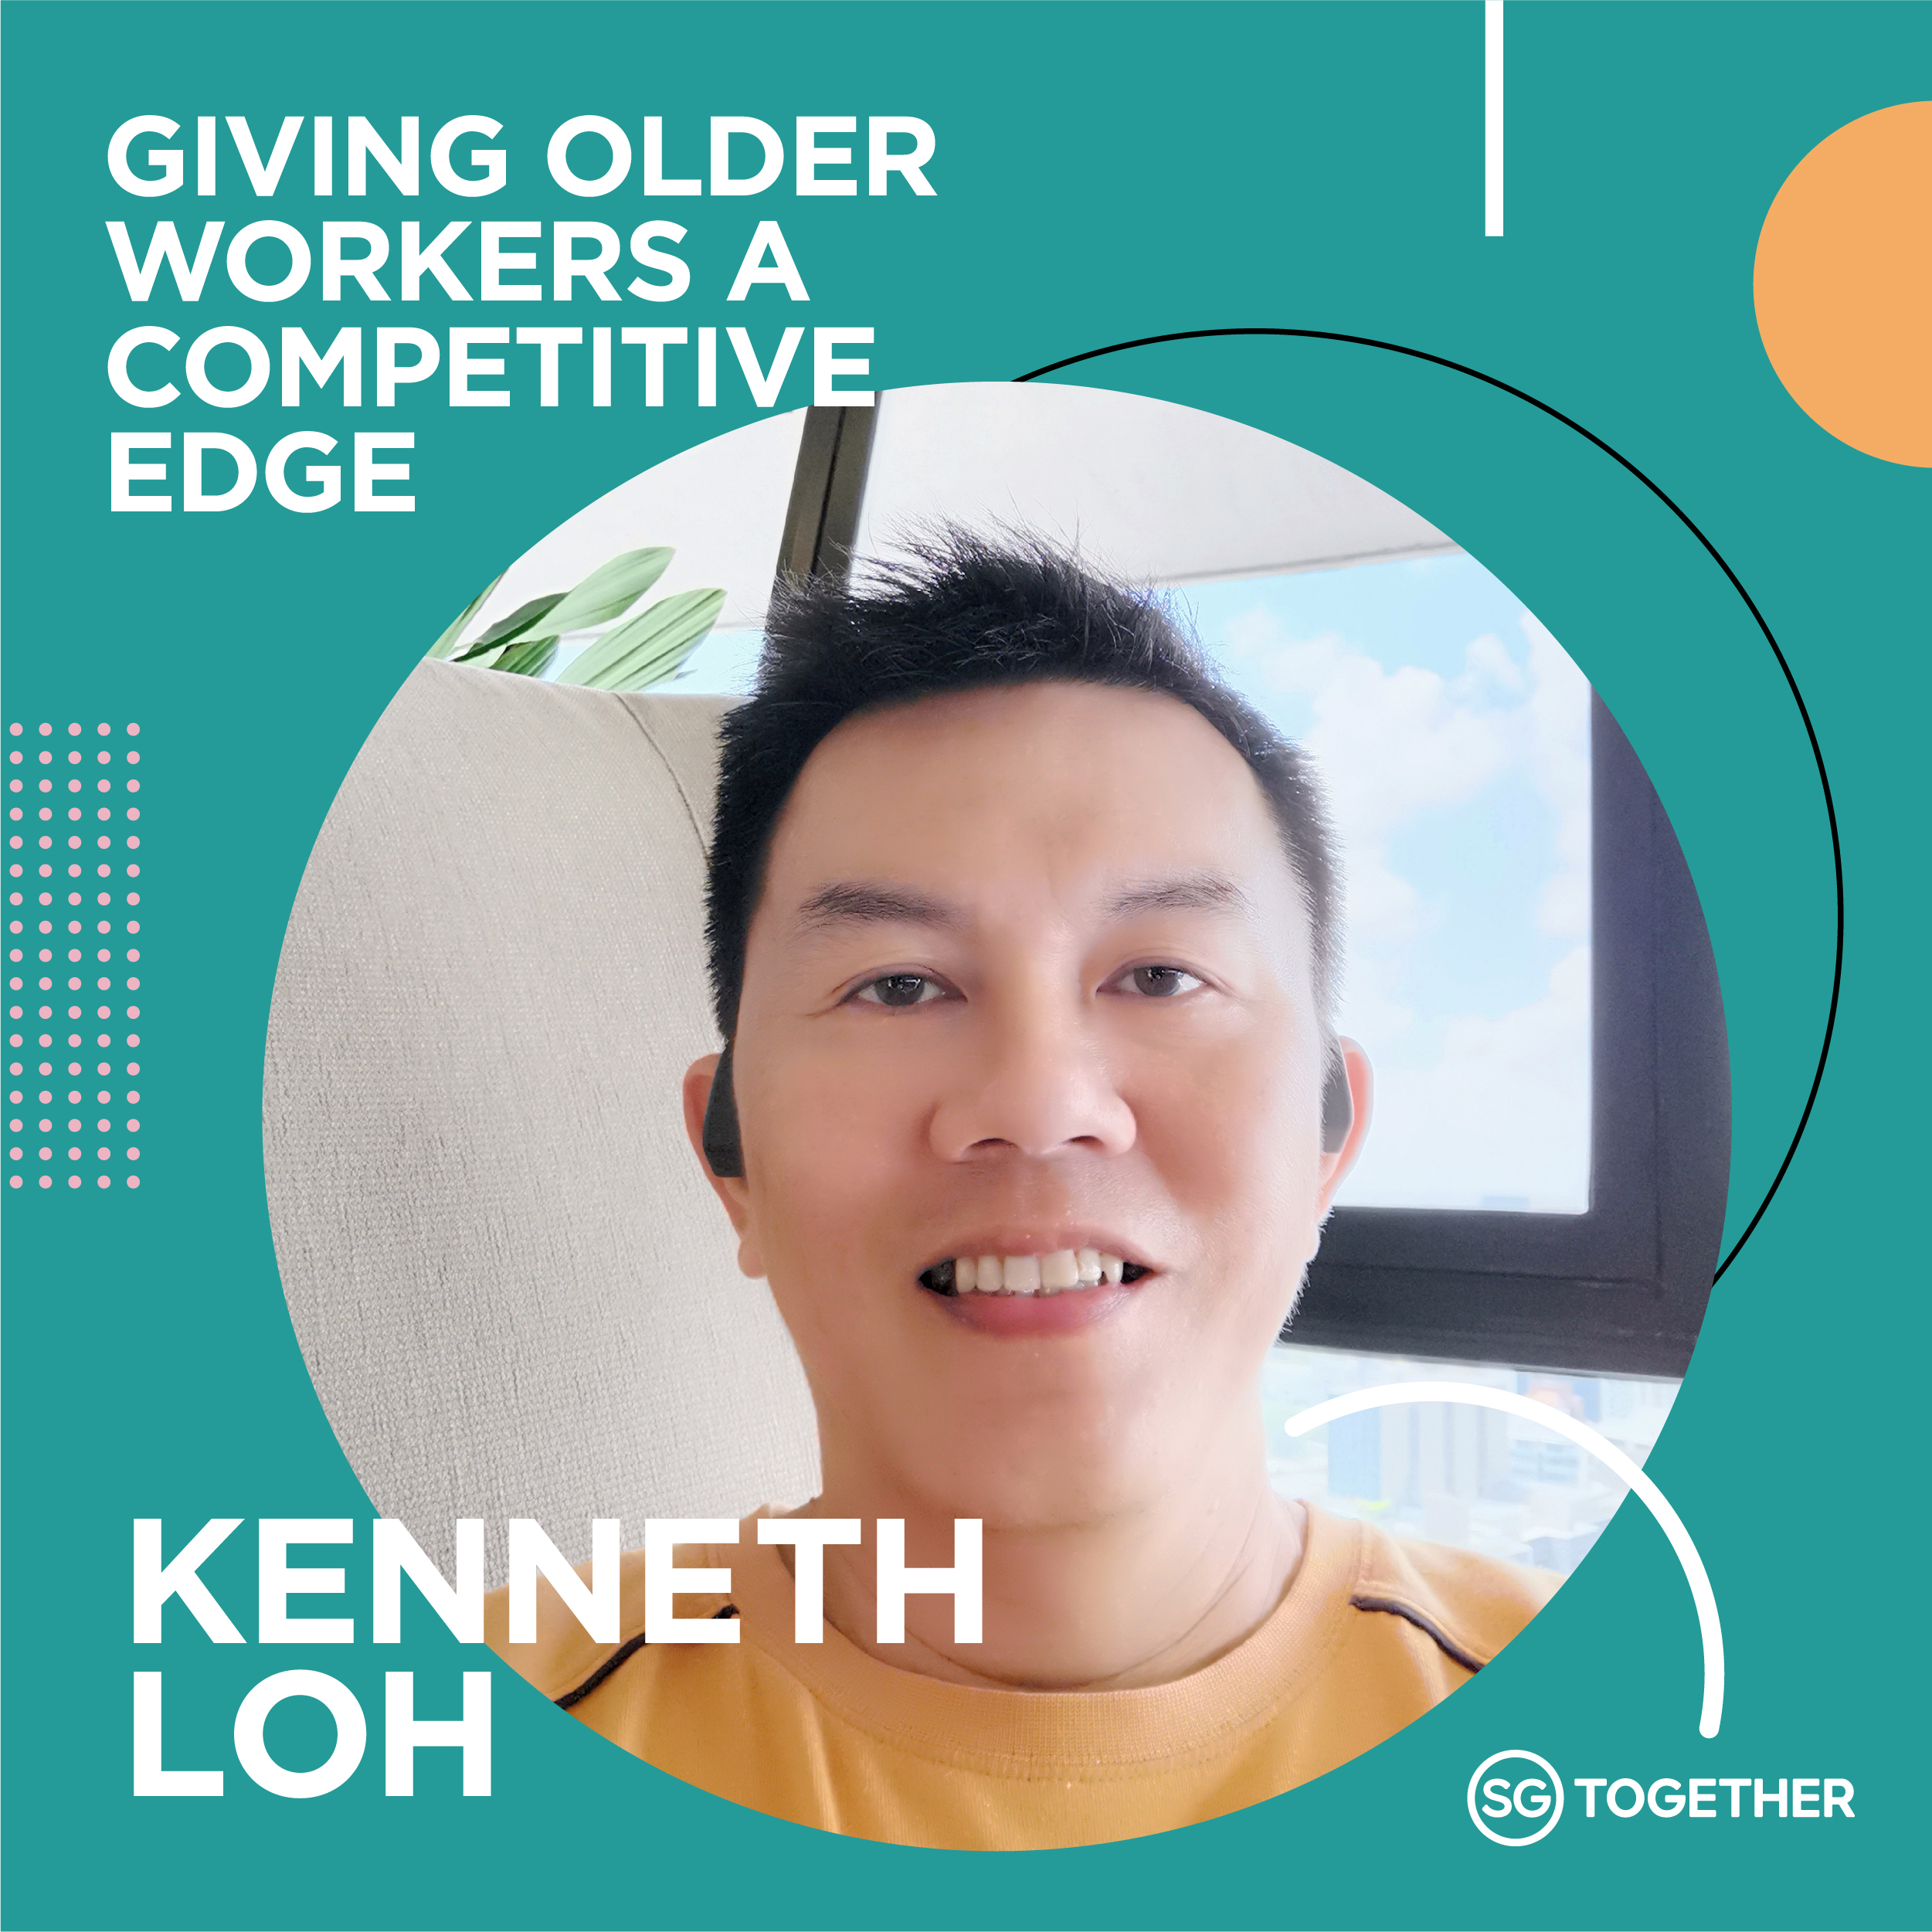 GIVING OLDER
WORKERS A
COMPETITIVE
EDGE
KENNETH
LOH
SG TOGETHER